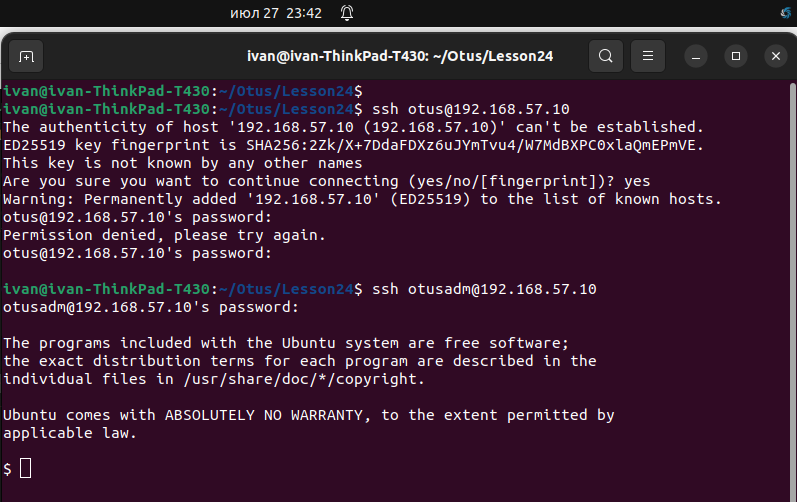 июл 27 23:42
ivan@ivan-ThinkPad-T430: ~/Otus/Lesson24
ivan@ivan-ThinkPad-T430:~/Otus/Lesson24$
ivan@ivan-ThinkPad-T430:~/Otus/Lesson24$ ssh otus@192.168.57.10
The authenticity of host '192.168.57.10 (192.168.57.10)' can't be established.
ED25519 key fingerprint is SHA256:2Zk/X+7DdaFDXz6uJYmTvu4/W7MdBXPC0xlaQmEPmVE.
This key is not known by any other names
Are you sure you want to continue connecting (yes/no/[fingerprint])? yes
Warning: Permanently added '192.168.57.10' (ED25519) to the list of known hosts.
otus@192.168.57.10's password:
Permission denied, please try again.
otus@192.168.57.10's password:
ivan@ivan-ThinkPad-T430:~/Otus/Lesson24$ ssh otusadm@192.168.57.10
otusadm@192.168.57.10's password:
The programs included with the Ubuntu system are free software;
the exact distribution terms for each program are described in the
individual files in /usr/share/doc/*/copyright.
Ubuntu comes with ABSOLUTELY NO WARRANTY, to the extent permitted by
applicable law.
$